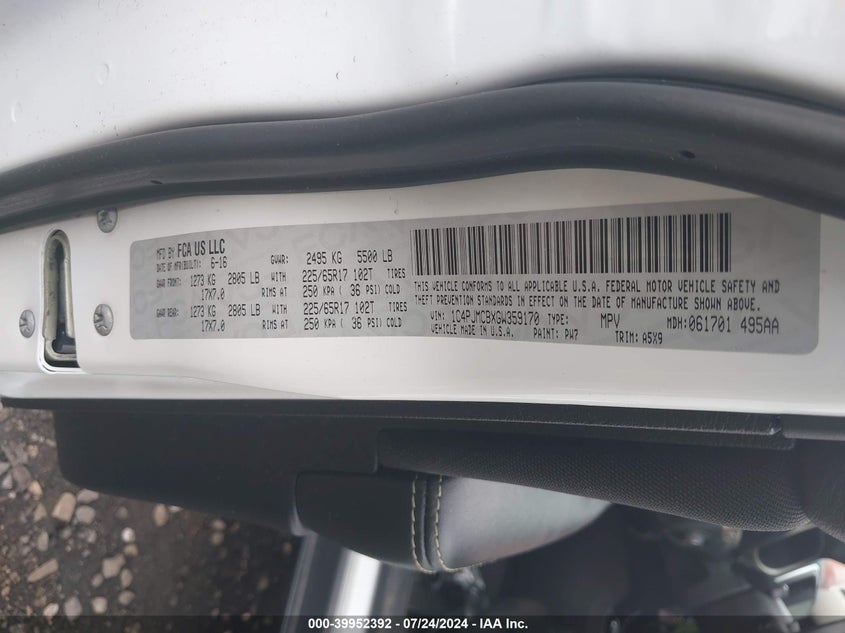 MFD BY FCA US LLC
DATE OF MFR(BUILT): 6-16 GVWR: 2495 KG 5500 LB
GAWR FRONT: 1273 KG 2805 LB WITH 225/65R17 102T TIRES
17X7.0 RIMS AT 250 KPA ( 36 PSI) COLD
GAWR REAR: 1273 KG 2805 LB WITH 225/65R17 102T TIRES
17X7.0 RIMS AT 250 KPA ( 36 PSI) COLD
THIS VEHICLE CONFORMS TO ALL APPLICABLE U.S.A. FEDERAL MOTOR VEHICLE SAFETY AND
THEFT PREVENTION STANDARDS IN EFFECT ON THE DATE OF MANUFACTURE SHOWN ABOVE.
VIN: 1C4PJMCBXGW359170 TYPE: MPV MDH: 061701 495AA
MADE IN U.S.A. PAINT: PW7 TRIM: A5X9
000-39952392 - 07/24/2024 - IAA Inc.